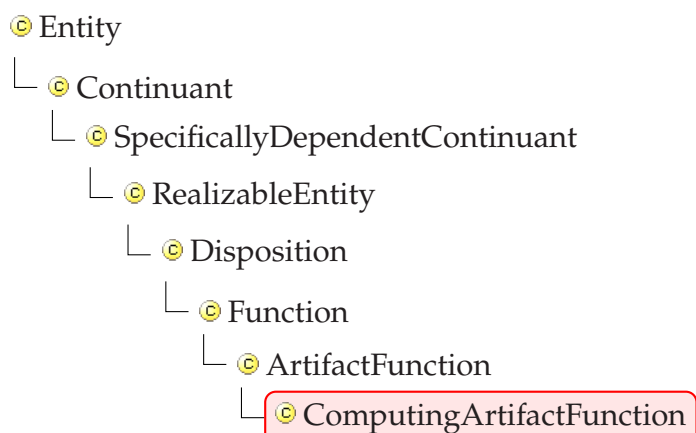 C Entity
C Continuant
C SpecificallyDependentContinuant
C RealizableEntity
C Disposition
C Function
C ArtifactFunction
C ComputingArtifactFunction